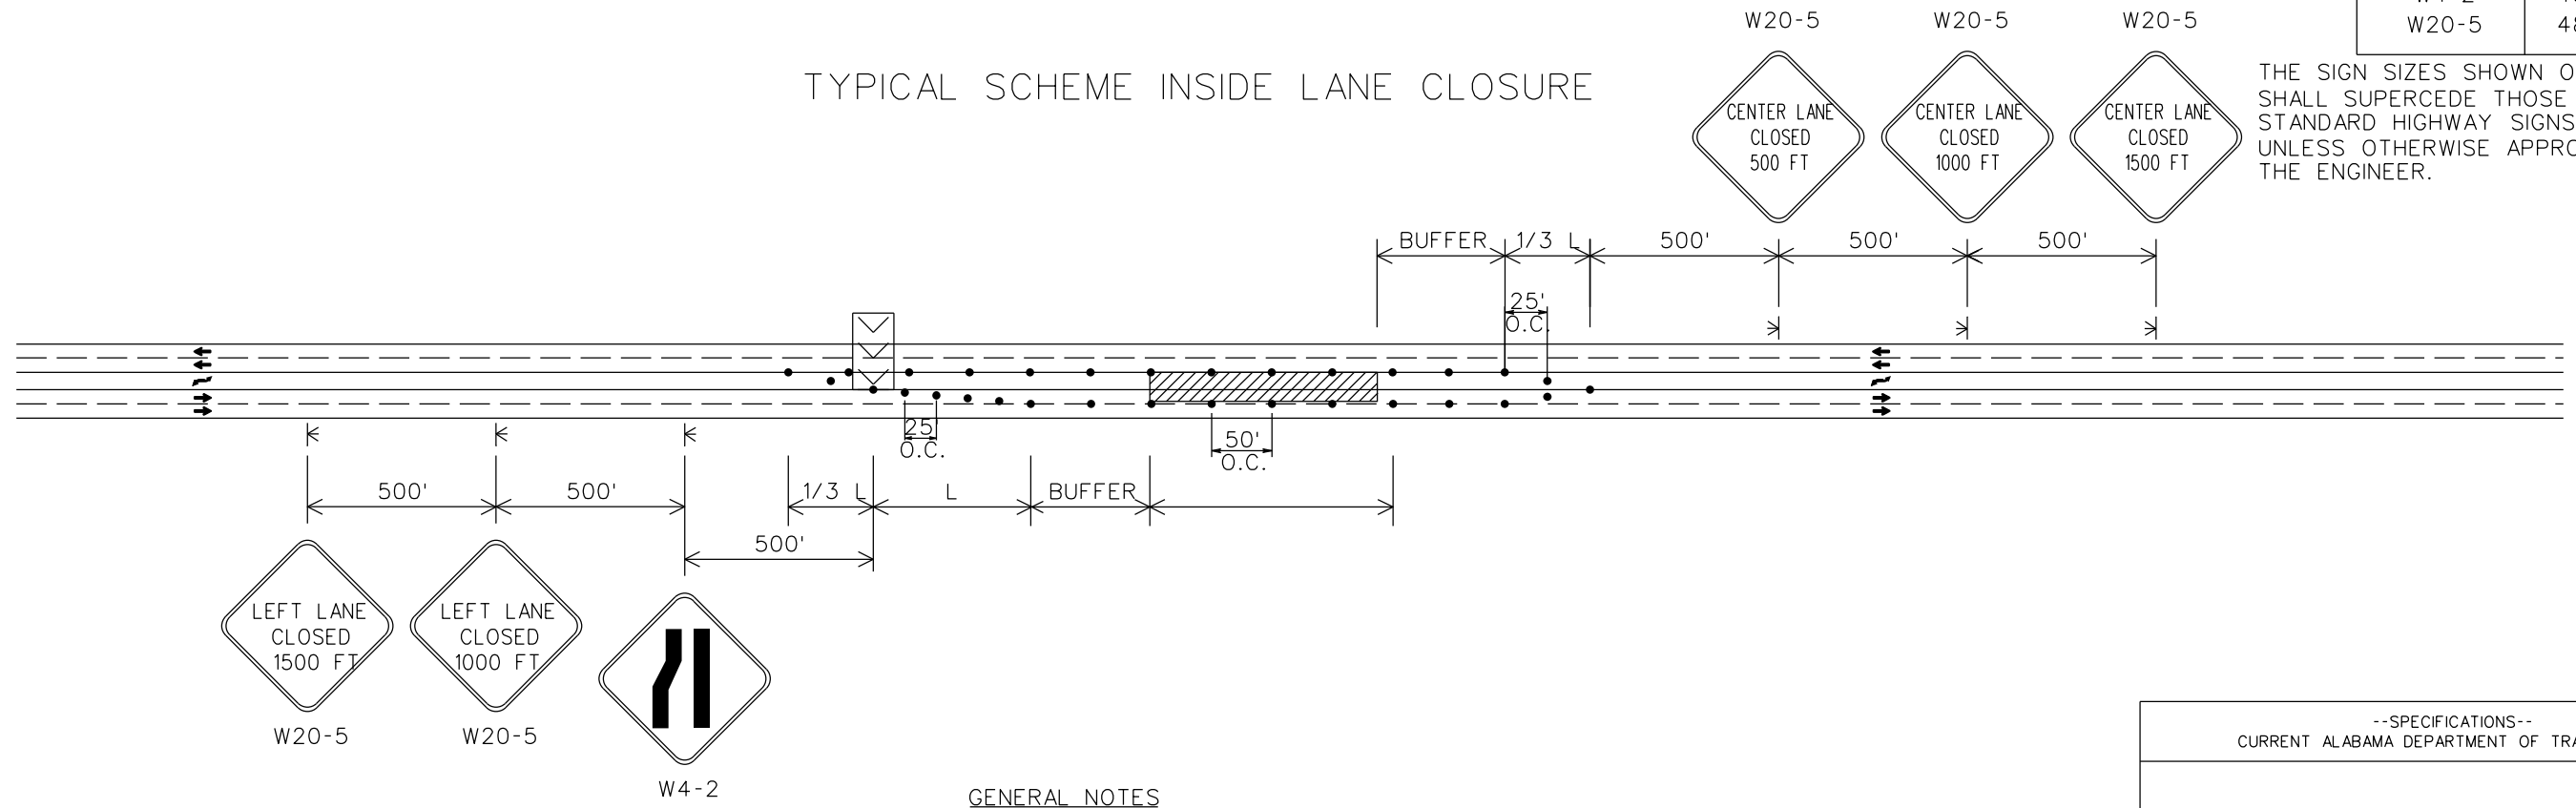 TYPICAL SCHEME INSIDE LANE CLOSURE
W20-5
W20-5
W20-5
W20-5
CENTER LANE
CLOSED
500 FT
CENTER LANE
CLOSED
1000 FT
CENTER LANE
CLOSED
1500 FT
THE SIGN SIZES SHOWN
SHALL SUPERCEDE THOSE
STANDARD HIGHWAY SIGNS
UNLESS OTHERWISE
THE ENGINEER.
BUFFER
1/3 L
500'
500'
500'
25'
O.C.
25'
O.C.
50'
O.C.
500'
500'
1/3 L
L
BUFFER
500'
LEFT LANE
CLOSED
1500 FT
LEFT LANE
CLOSED
1000 FT
W20-5
W20-5
W4-2
GENERAL NOTES
--SPECIFICATIONS--
CURRENT ALABAMA DEPARTMENT OF